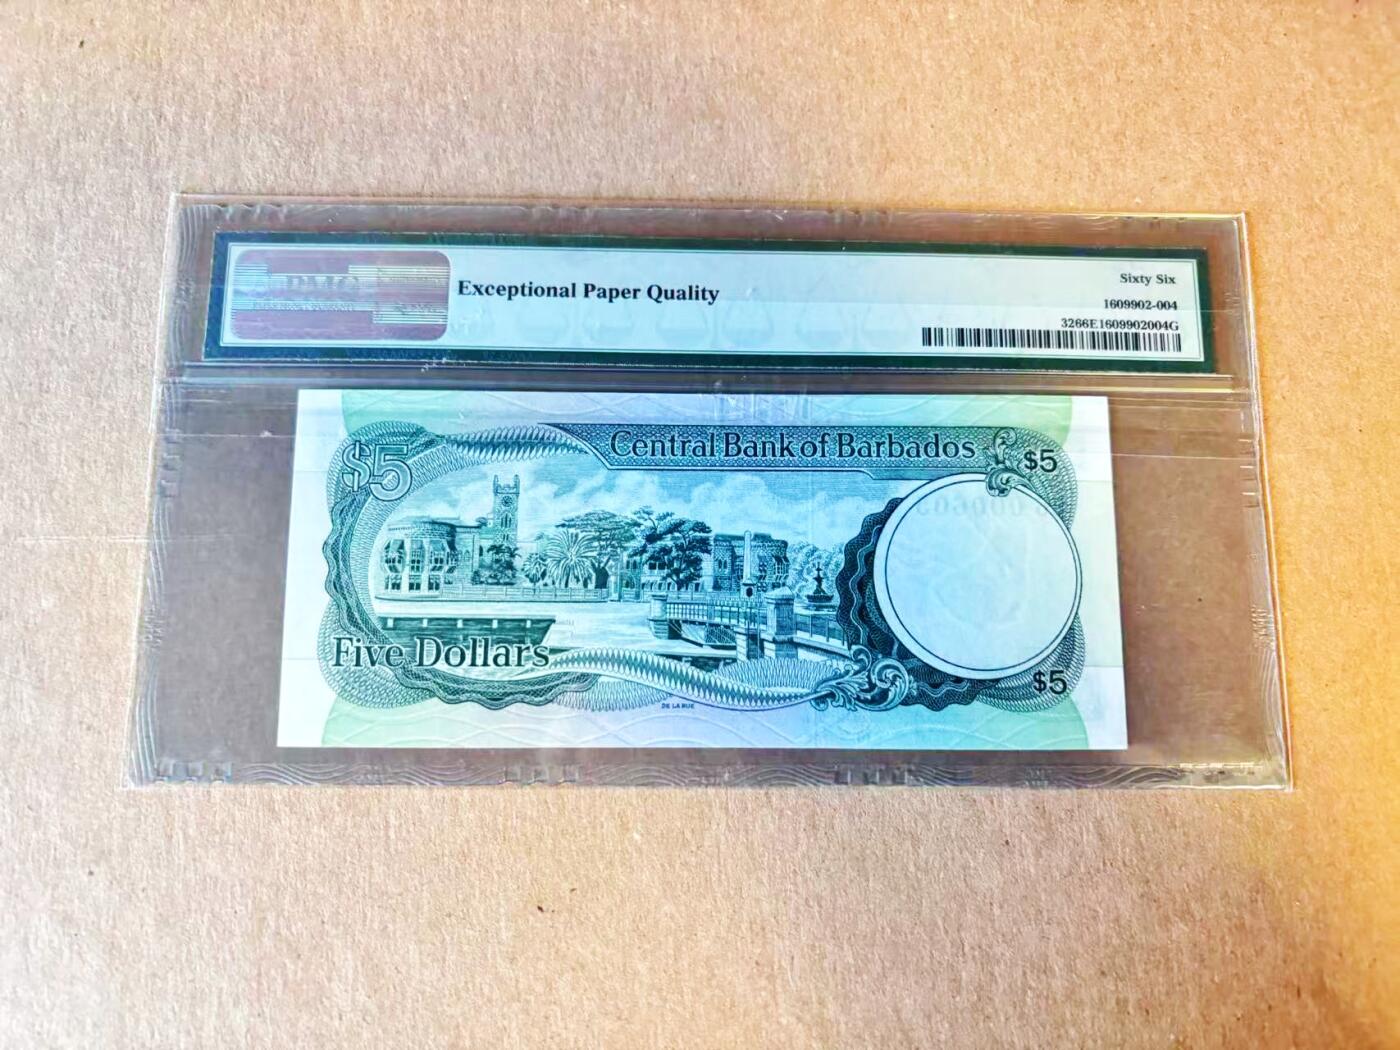 PMG
Exceptional Paper Quality
Sixty Six
1609902-004
3266E1609902004G
Central Bank of Barbados
$5
$5
Five Dollars
$5
DE LA RUE